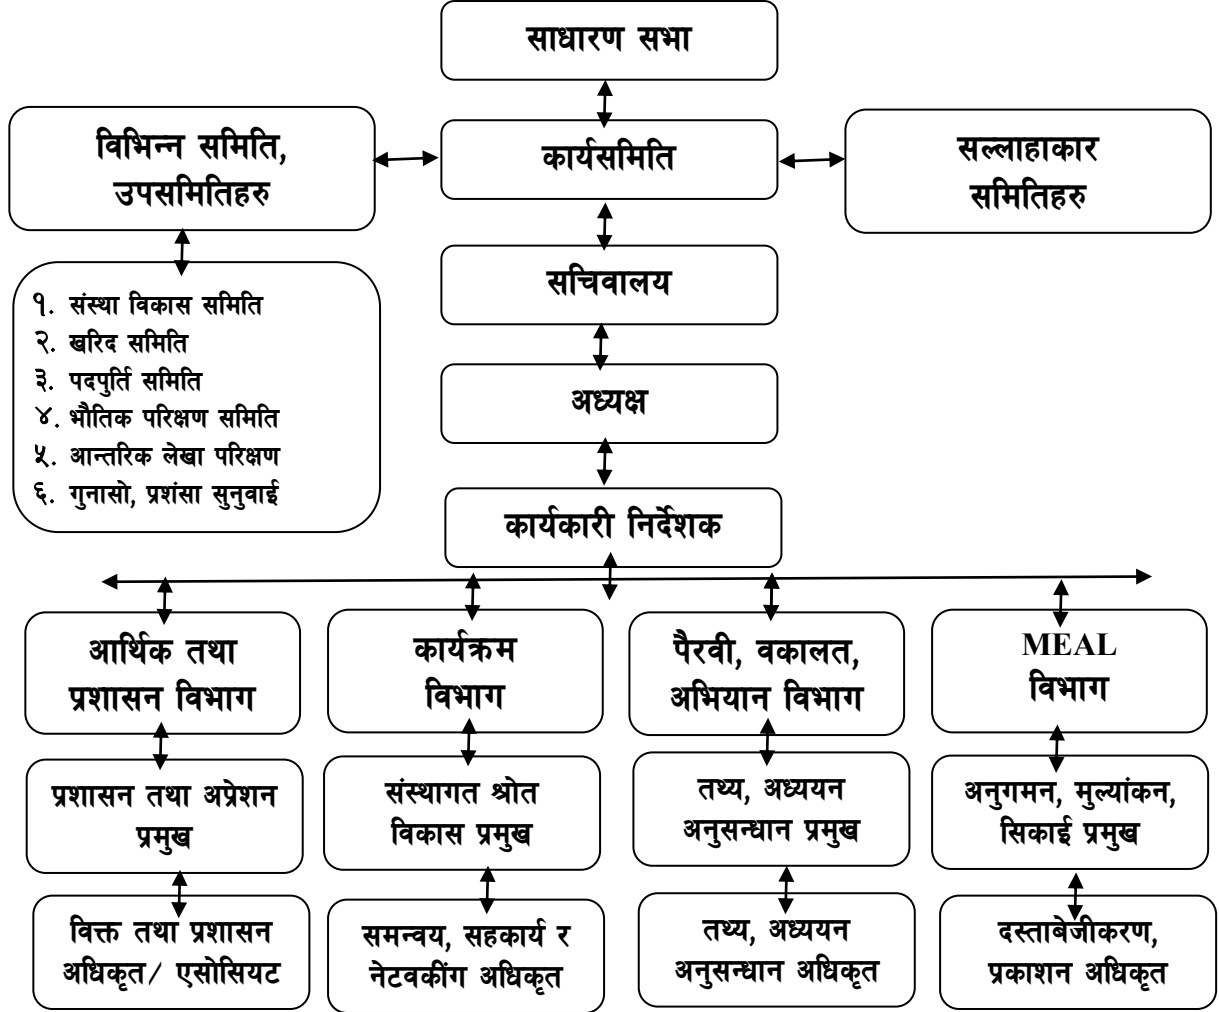 साधारण सभा
विभिन्न समिति,
उपसमितिहरु
कार्यसमिति
सल्लाहाकार
समितिहरु
सचिवालय
१. संस्था विकास समिति
२. खरिद समिति
३. पदपुर्ति समिति
४. भौतिक परिक्षण समिति
५. आन्तरिक लेखा परिक्षण
६. गुनासो, प्रशंसा सुनुवाई
अध्यक्ष
कार्यकारी निर्देशक
आर्थिक तथा
प्रशासन विभाग
कार्यक्रम
विभाग
पैरवी, वकालत,
अभियान विभाग
MEAL
विभाग
प्रशासन तथा अप्रेशन
प्रमुख
संस्थागत श्रोत
विकास प्रमुख
तथ्य, अध्ययन
अनुसन्धान प्रमुख
अनुगमन, मुल्यांकन,
सिकाई प्रमुख
विक्त तथा प्रशासन
अधिकृत/ एसोसियट
समन्वय, सहकार्य र
नेटवर्कीग अधिकृत
तथ्य, अध्ययन
अनुसन्धान अधिकृत
दस्ताबेजीकरण,
प्रकाशन अधिकृत